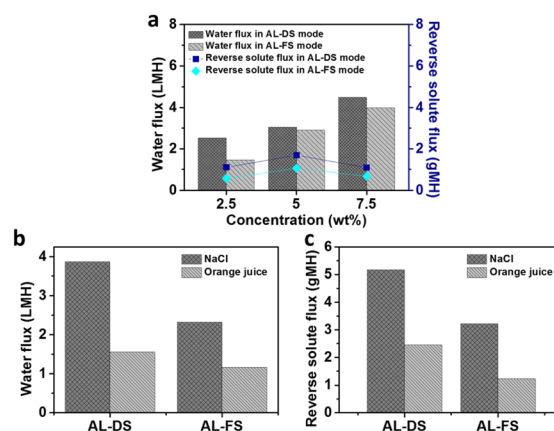 a
Water flux in AL-DS mode
Water flux in AL-FS mode
Reverse solute flux in AL-DS mode
Reverse solute flux in AL-FS mode
Water flux (LMH)
Reverse solute flux (gMH)
8
6
4
2
0
8
6
4
2
0
2.5 5 7.5
Concentration (wt%)
b
NaCl
Orange juice
Water flux (LMH)
4
3
2
1
0
AL-DS AL-FS
c
NaCl
Orange juice
Reverse solute flux (gMH)
6
5
4
3
2
1
0
AL-DS AL-FS